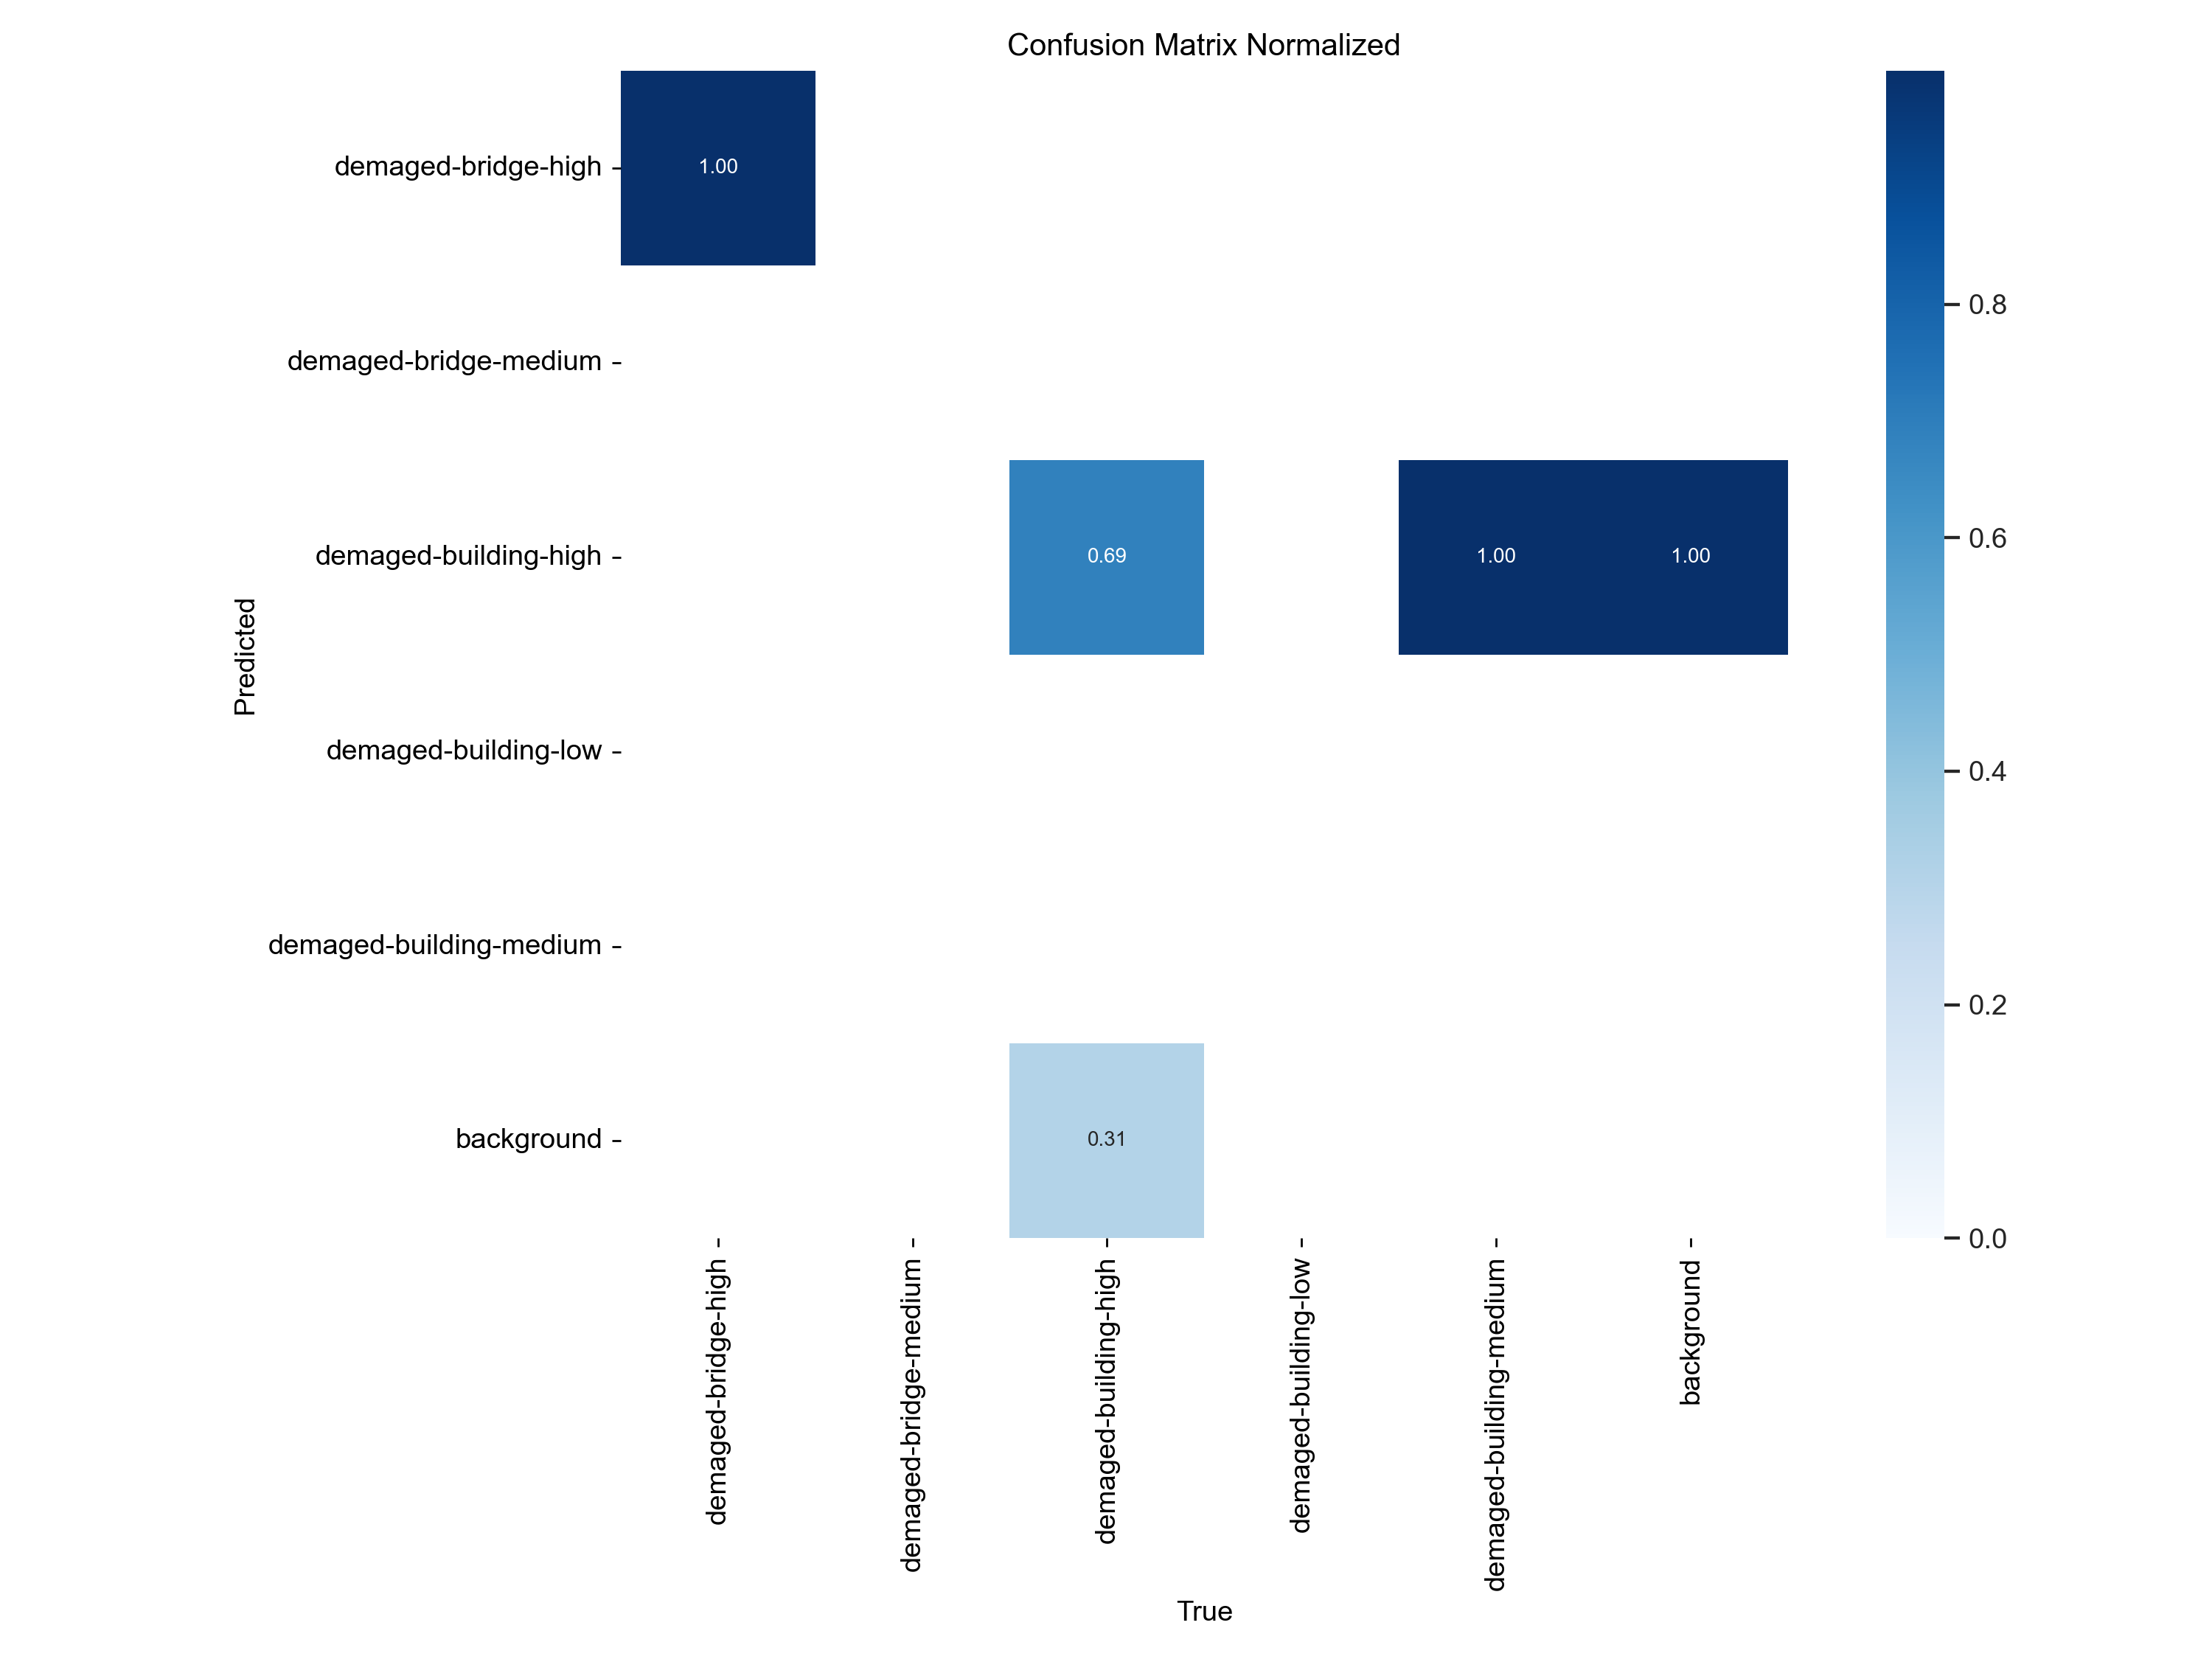 Confusion Matrix Normalized
demaged-bridge-high
1.00
demaged-bridge-medium
demaged-building-high
0.69
1.00
1.00
demaged-building-low
demaged-building-medium
background
0.31
Predicted
demaged-bridge-high
demaged-bridge-medium
demaged-building-high
demaged-building-low
demaged-building-medium
background
True
0.8
0.6
0.4
0.2
0.0